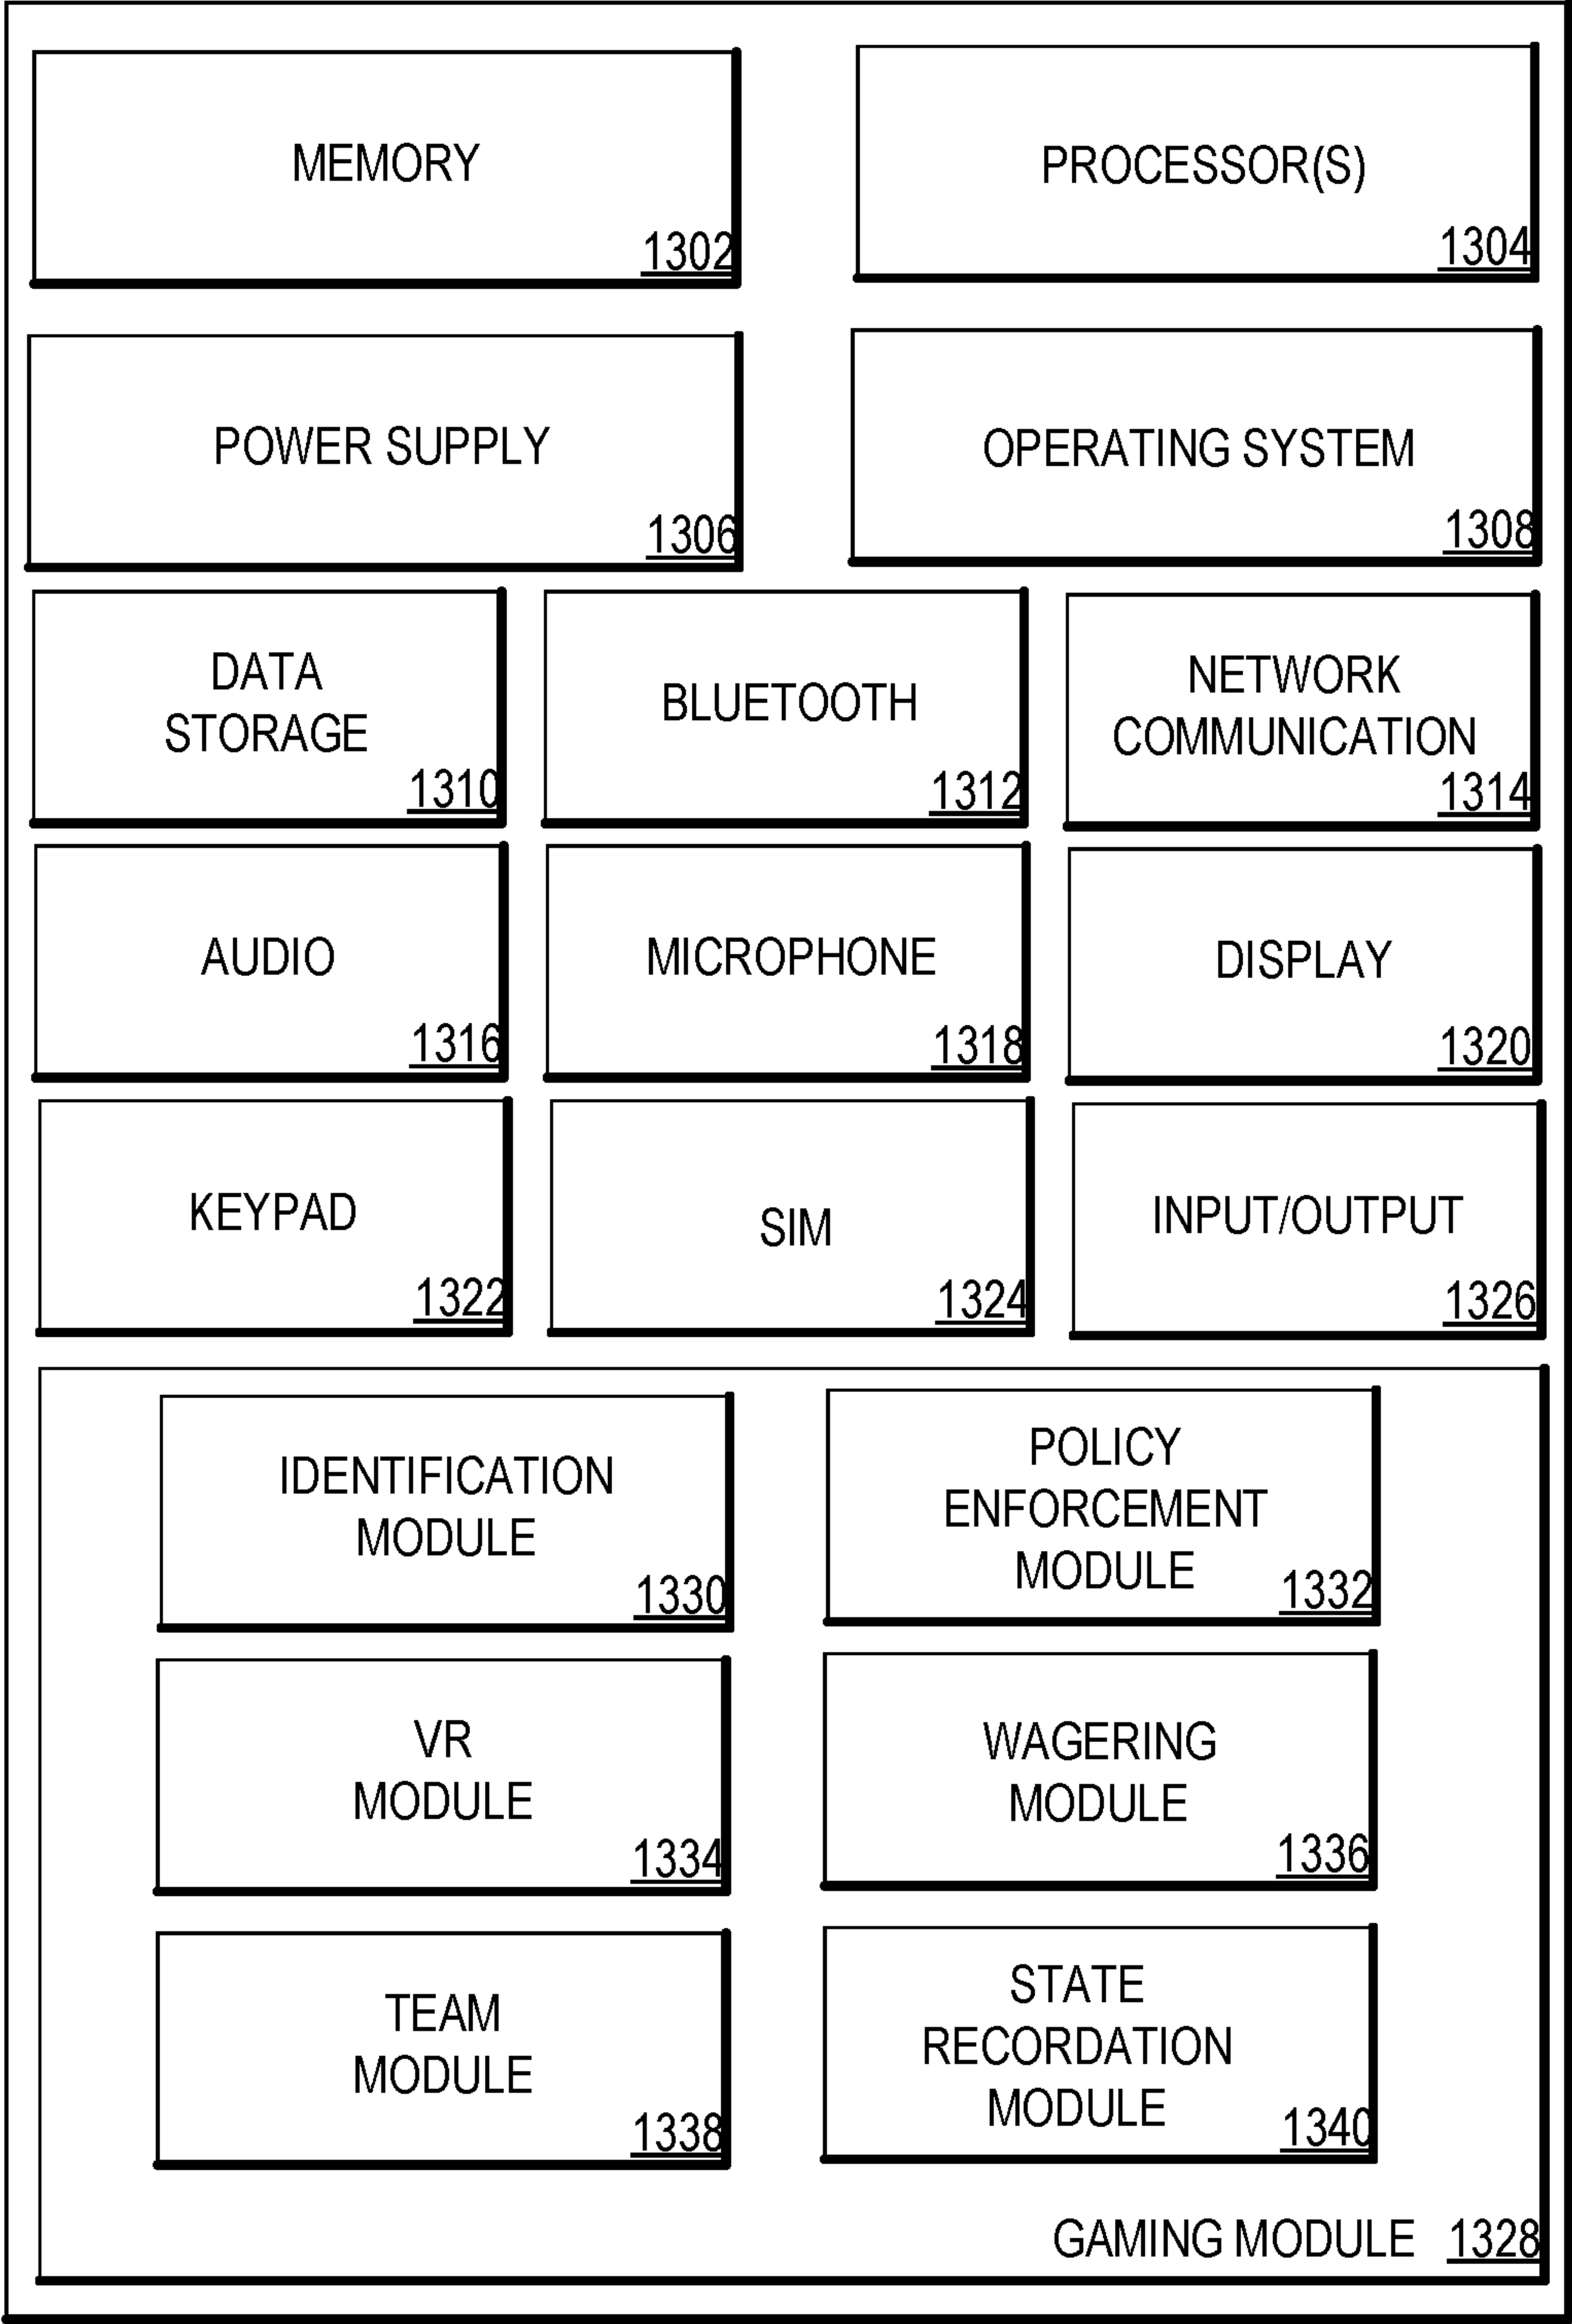 MEMORY
1302
PROCESSOR(S)
1304
POWER SUPPLY
1306
OPERATING SYSTEM
1308
DATA
STORAGE
1310
BLUETOOTH
1312
NETWORK
COMMUNICATION
1314
AUDIO
1316
MICROPHONE
1318
DISPLAY
1320
KEYPAD
1322
SIM
1324
INPUT/OUTPUT
1326
IDENTIFICATION
MODULE
1330
POLICY
ENFORCEMENT
MODULE
1332
VR
MODULE
1334
WAGERING
MODULE
1336
TEAM
MODULE
1338
STATE
RECORDATION
MODULE
1340
GAMING MODULE 1328